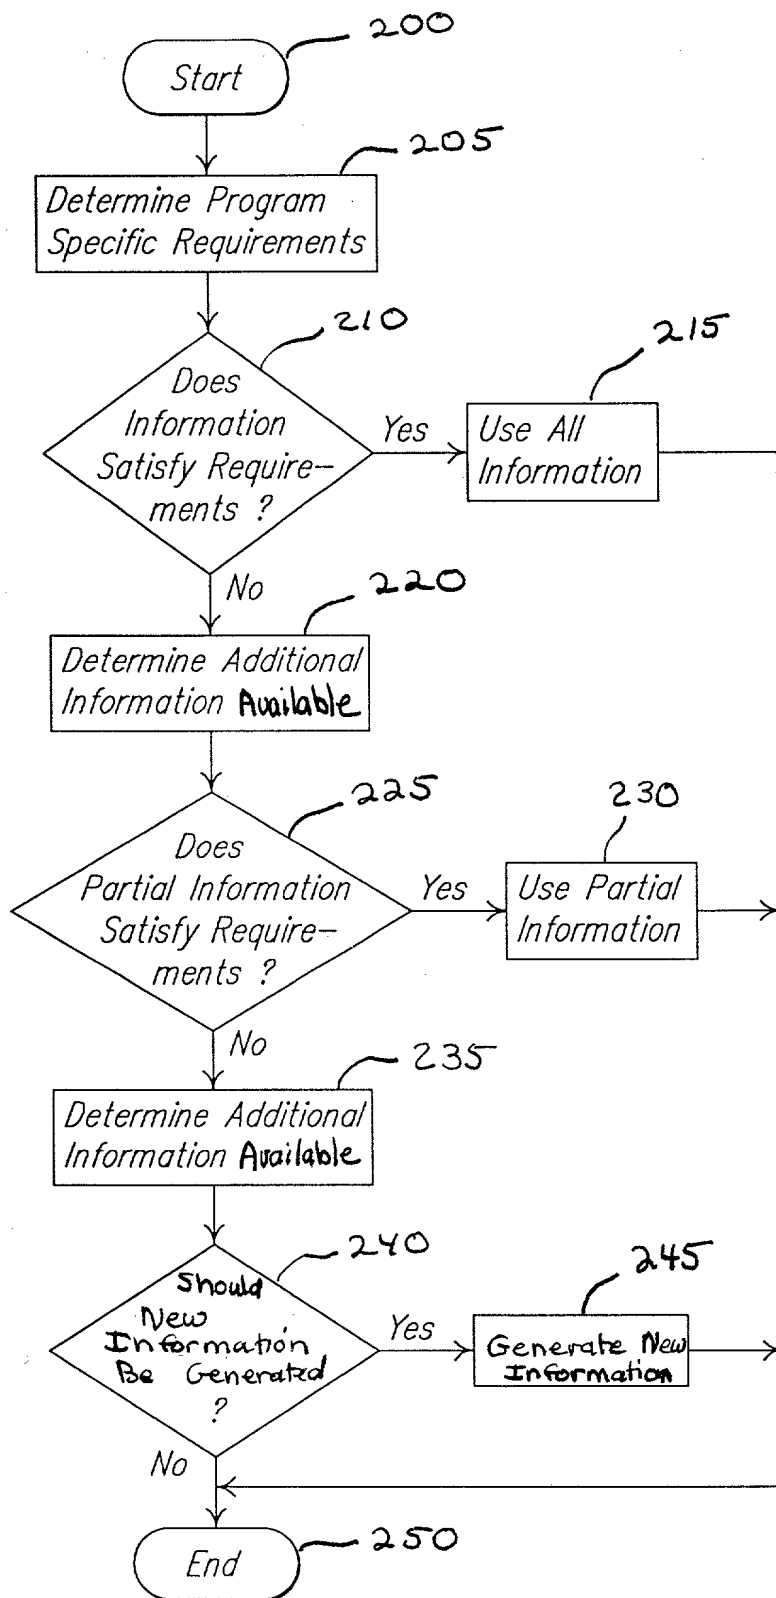 200
Start
205
Determine Program
Specific Requirements
210
Does
Information
Satisfy Require-
ments ?
Yes
215
Use All
Information
No
220
Determine Additional
Information Available
225
Does
Partial Information
Satisfy Require-
ments ?
Yes
230
Use Partial
Information
No
235
Determine Additional
Information Available
240
Should
New
Information
Be Generated
?
Yes
245
Generate New
Information
No
End
250